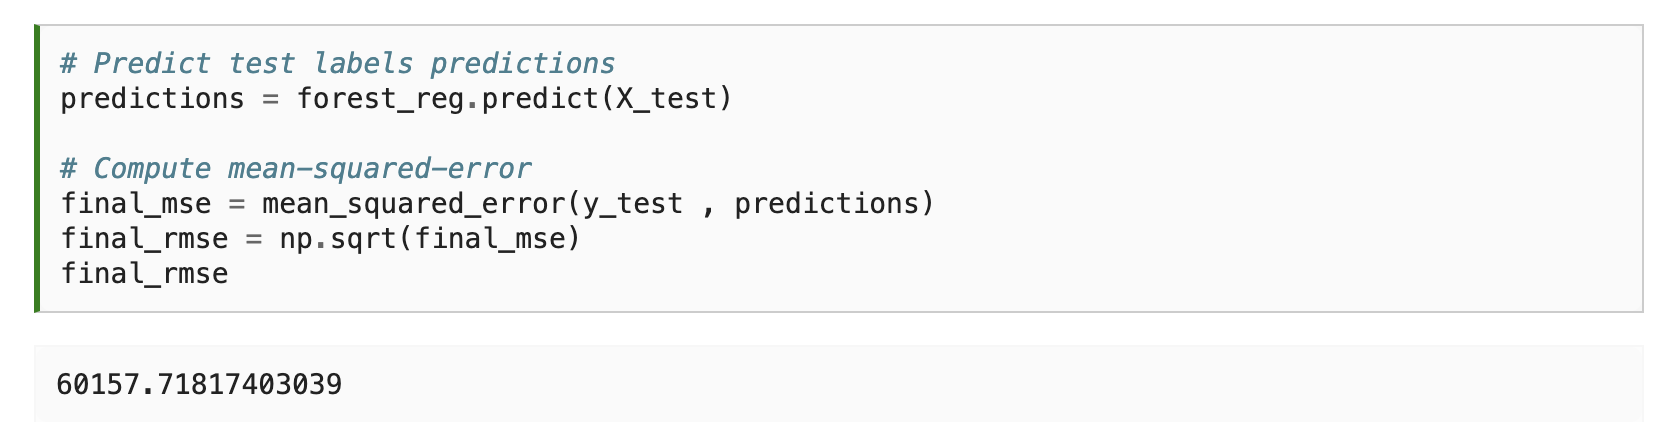 # Predict test labels predictions
predictions = forest_reg.predict(X_test)
# Compute mean-squared-error
final_mse = mean_squared_error(y_test , predictions)
final_rmse = np.sqrt(final_mse)
final_rmse
60157.71817403039